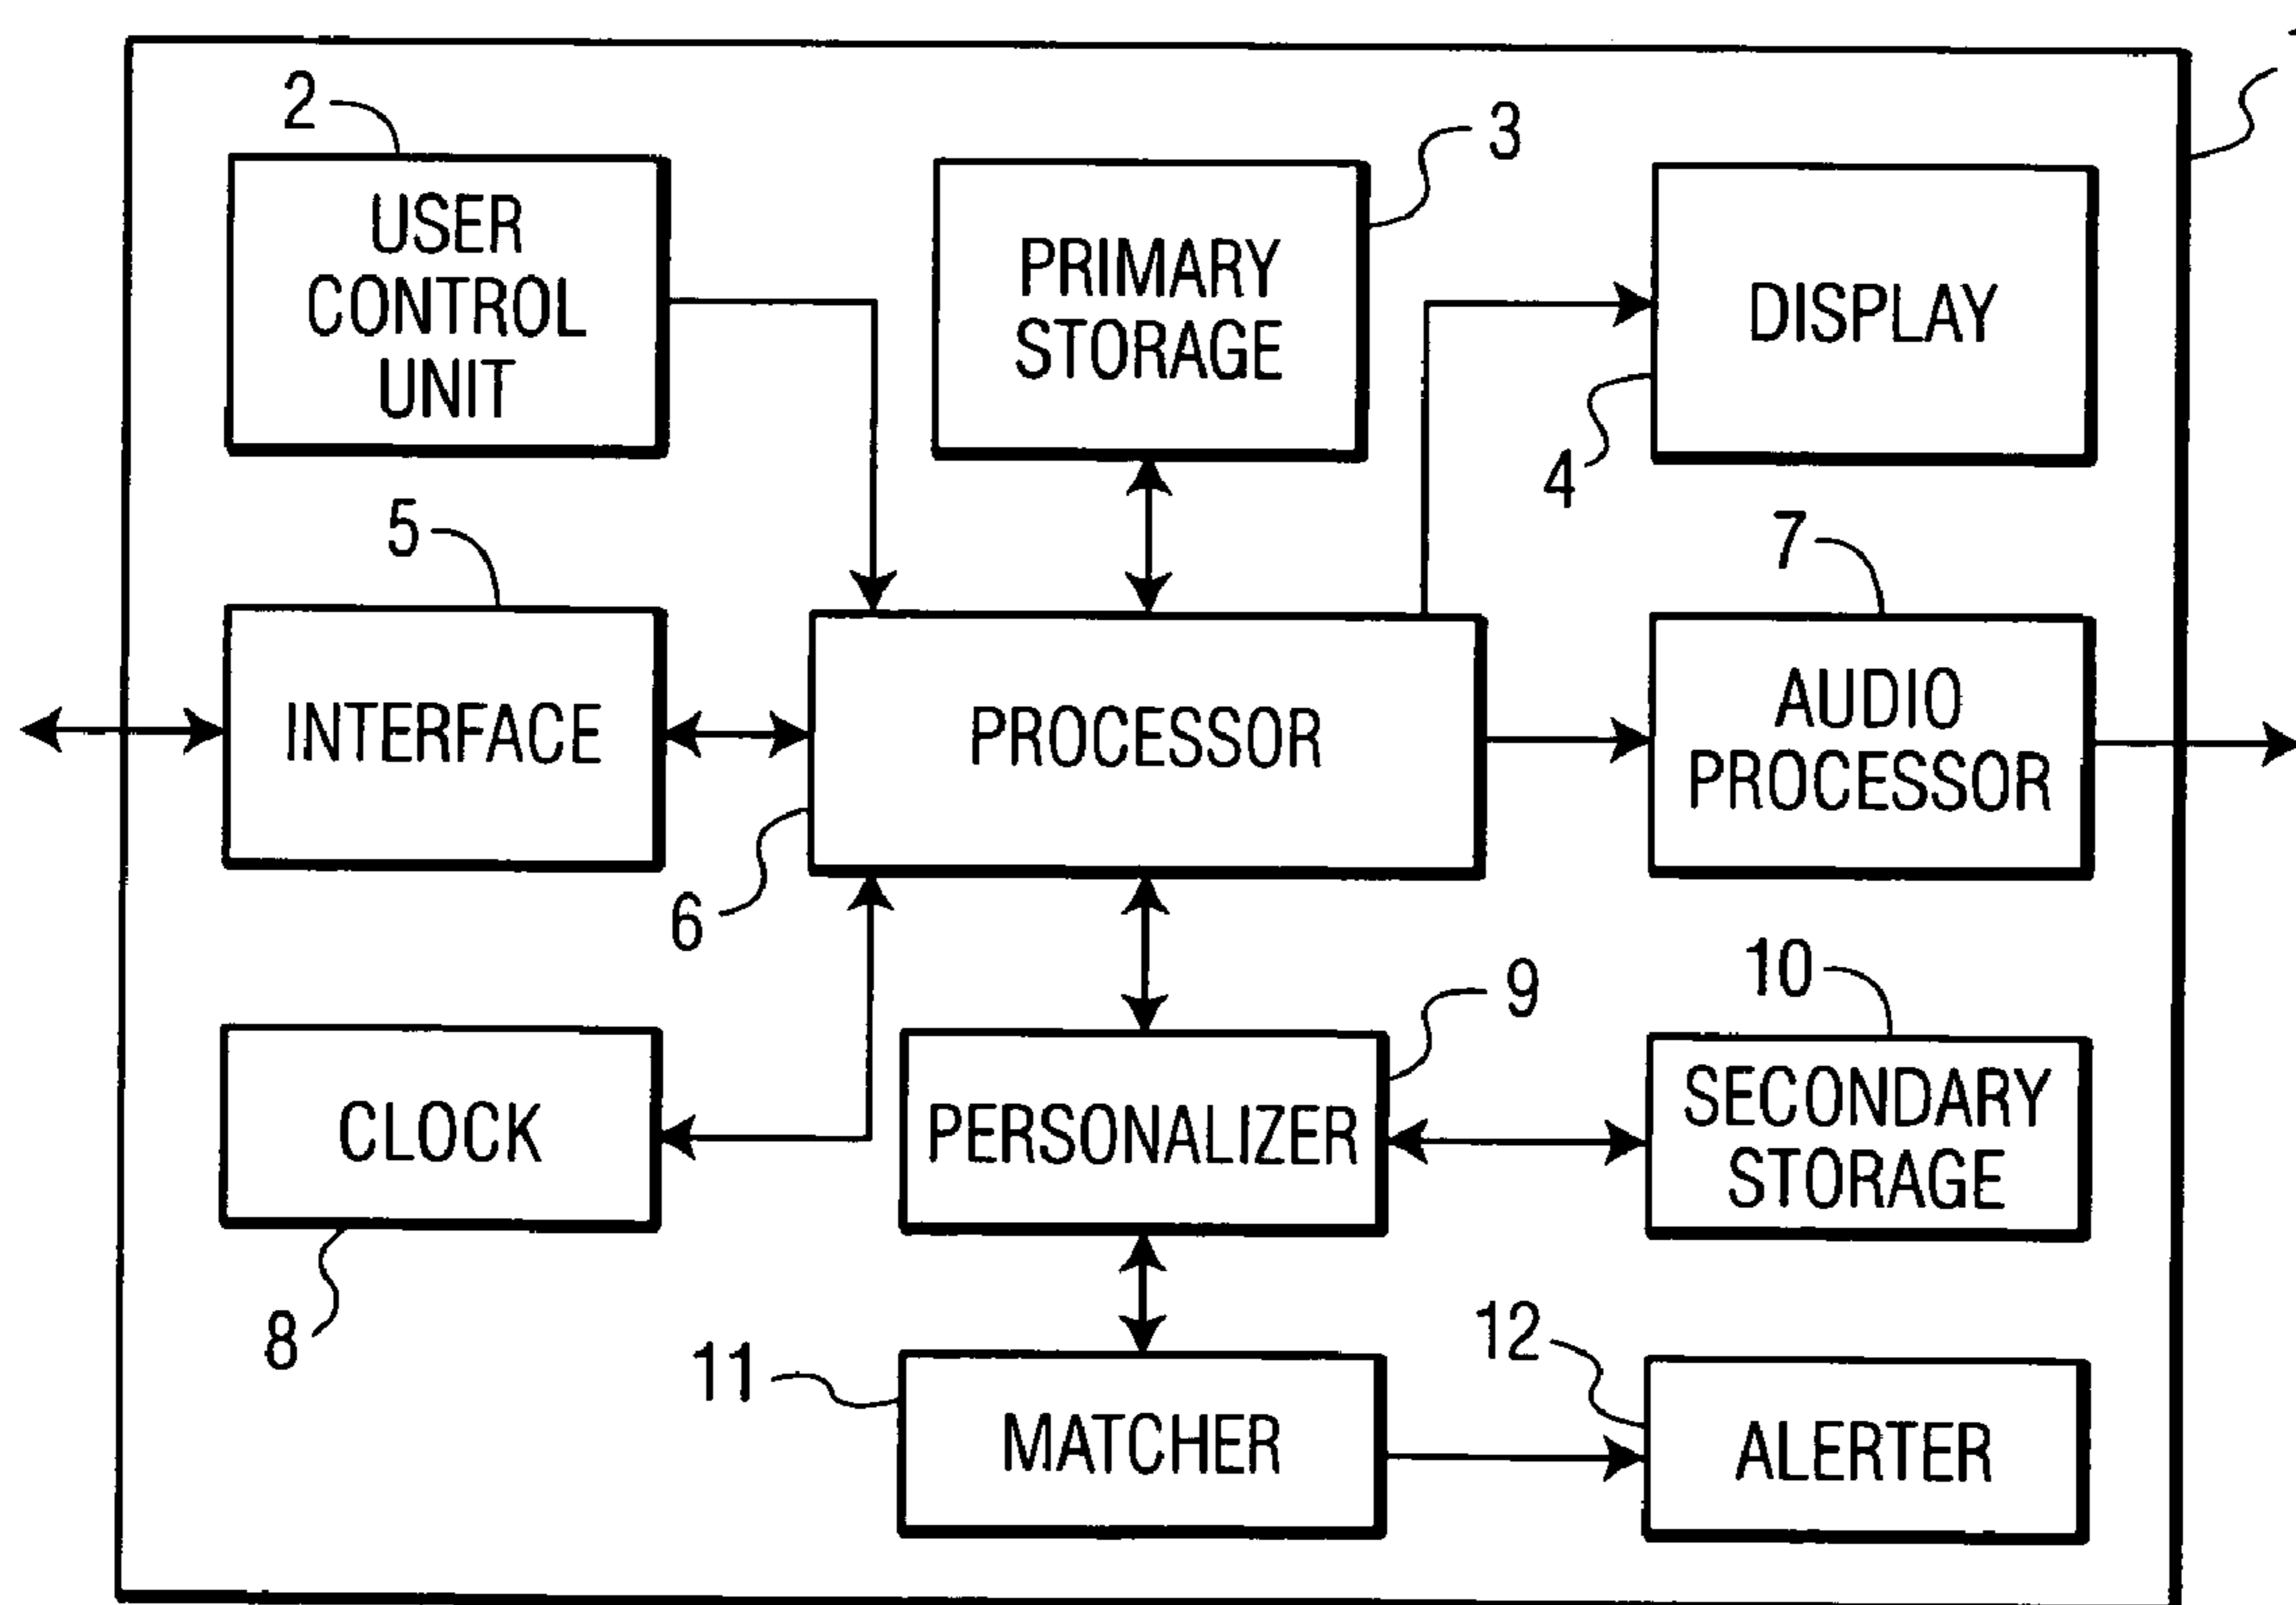 2
USER
CONTROL
UNIT
3
PRIMARY
STORAGE
4
DISPLAY
5
INTERFACE
6
PROCESSOR
7
AUDIO
PROCESSOR
8
CLOCK
9
PERSONALIZER
10
SECONDARY
STORAGE
11
MATCHER
12
ALERTER